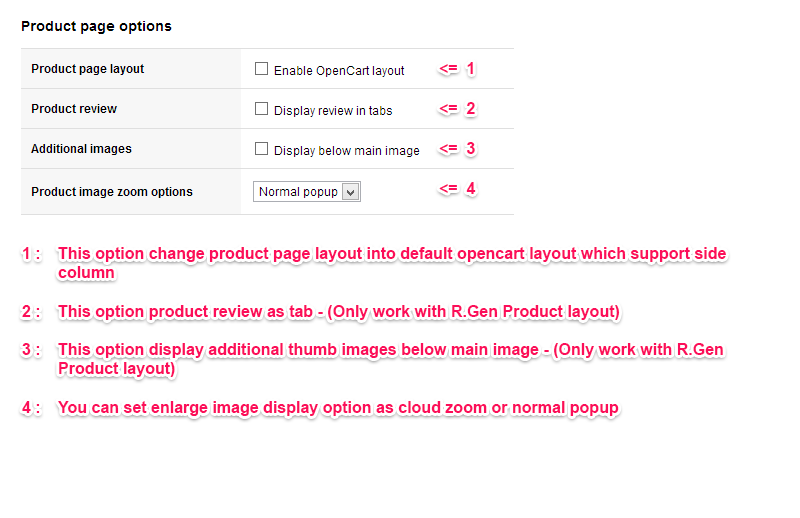 Product page options
Product page layout Enable OpenCart layout <= 1
Product review Display review in tabs <= 2
Additional images Display below main image <= 3
Product image zoom options Normal popup <= 4
1 : This option change product page layout into default opencart layout which support side
column
2 : This option product review as tab - (Only work with R.Gen Product layout)
3 : This option display additional thumb images below main image - (Only work with R.Gen
Product layout)
4 : You can set enlarge image display option as cloud zoom or normal popup